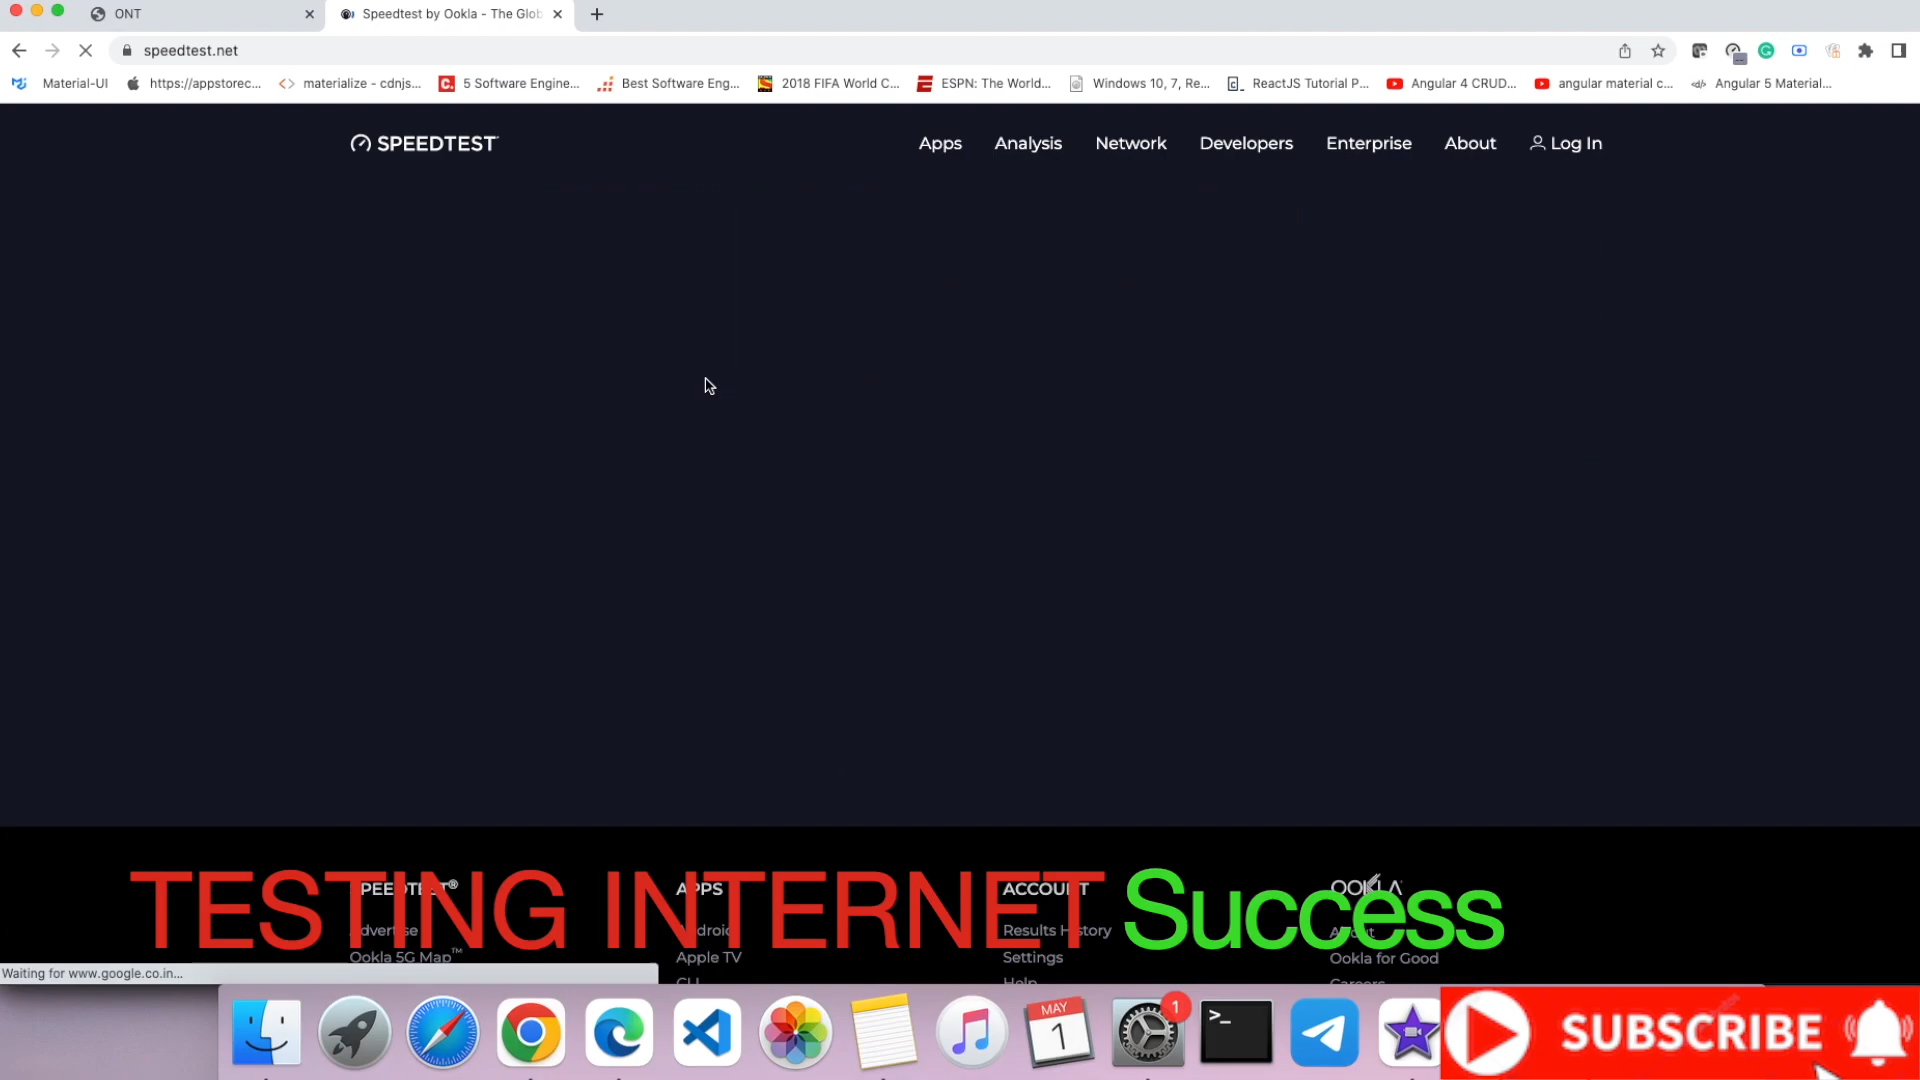 ONT
Speedtest by Ookla - The Glob
speedtest.net
Material-UI
https://appstorec...
materialize - cdnjs...
5 Software Engine...
Best Software Eng...
2018 FIFA World C...
ESPN: The World...
Windows 10, 7, Re...
ReactJS Tutorial P...
Angular 4 CRUD...
angular material c...
Angular 5 Material...
SPEEDTEST
Apps
Analysis
Network
Developers
Enterprise
About
Log In
TESTING INTERNET Success
SPEEDTEST®
APPS
ACCOUNT
OOKLA
Advertise
Android
Results History
About
Ookla 5G Map™
Apple TV
Settings
Ookla for Good
CLI
Help
Careers
Waiting for www.google.co.in...
MAY
1
1
>_
SUBSCRIBE